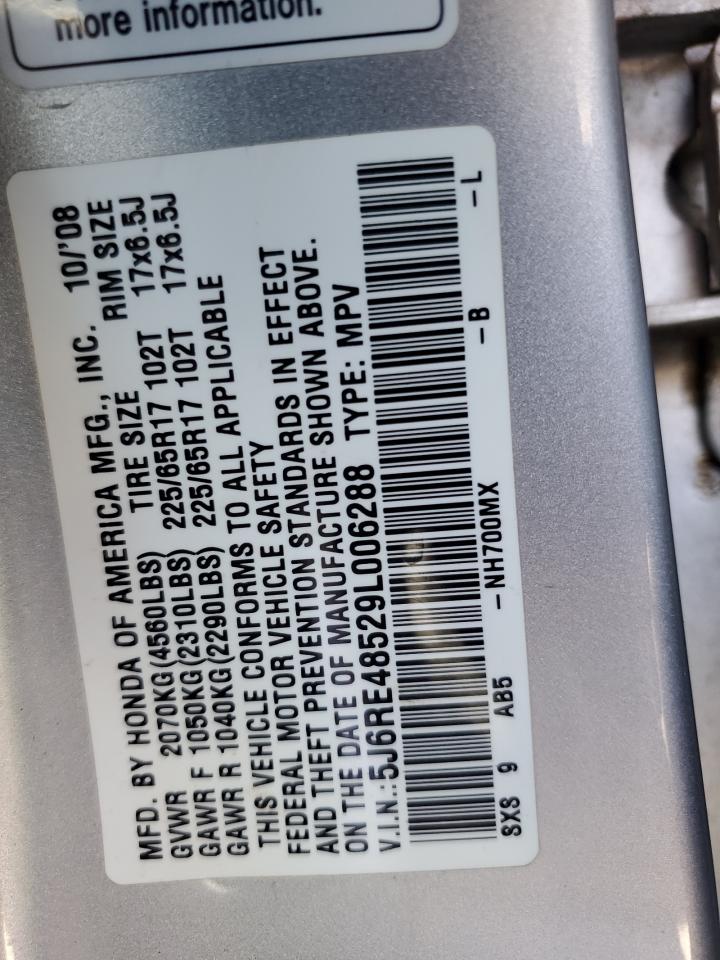 more information.
MFD. BY HONDA OF AMERICA MFG., INC. 10/'08
GVWR 2070KG(4560LBS) TIRE SIZE RIM SIZE
GAWR F 1050KG(2310LBS) 225/65R17 102T 17x6.5J
GAWR R 1040KG(2290LBS) 225/65R17 102T 17x6.5J
THIS VEHICLE CONFORMS TO ALL APPLICABLE
FEDERAL MOTOR VEHICLE SAFETY
AND THEFT PREVENTION STANDARDS IN EFFECT
ON THE DATE OF MANUFACTURE SHOWN ABOVE.
V.I.N.:5J6RE48529L006288 TYPE: MPV
SXS 9 AB5 -NH700MX -B -L